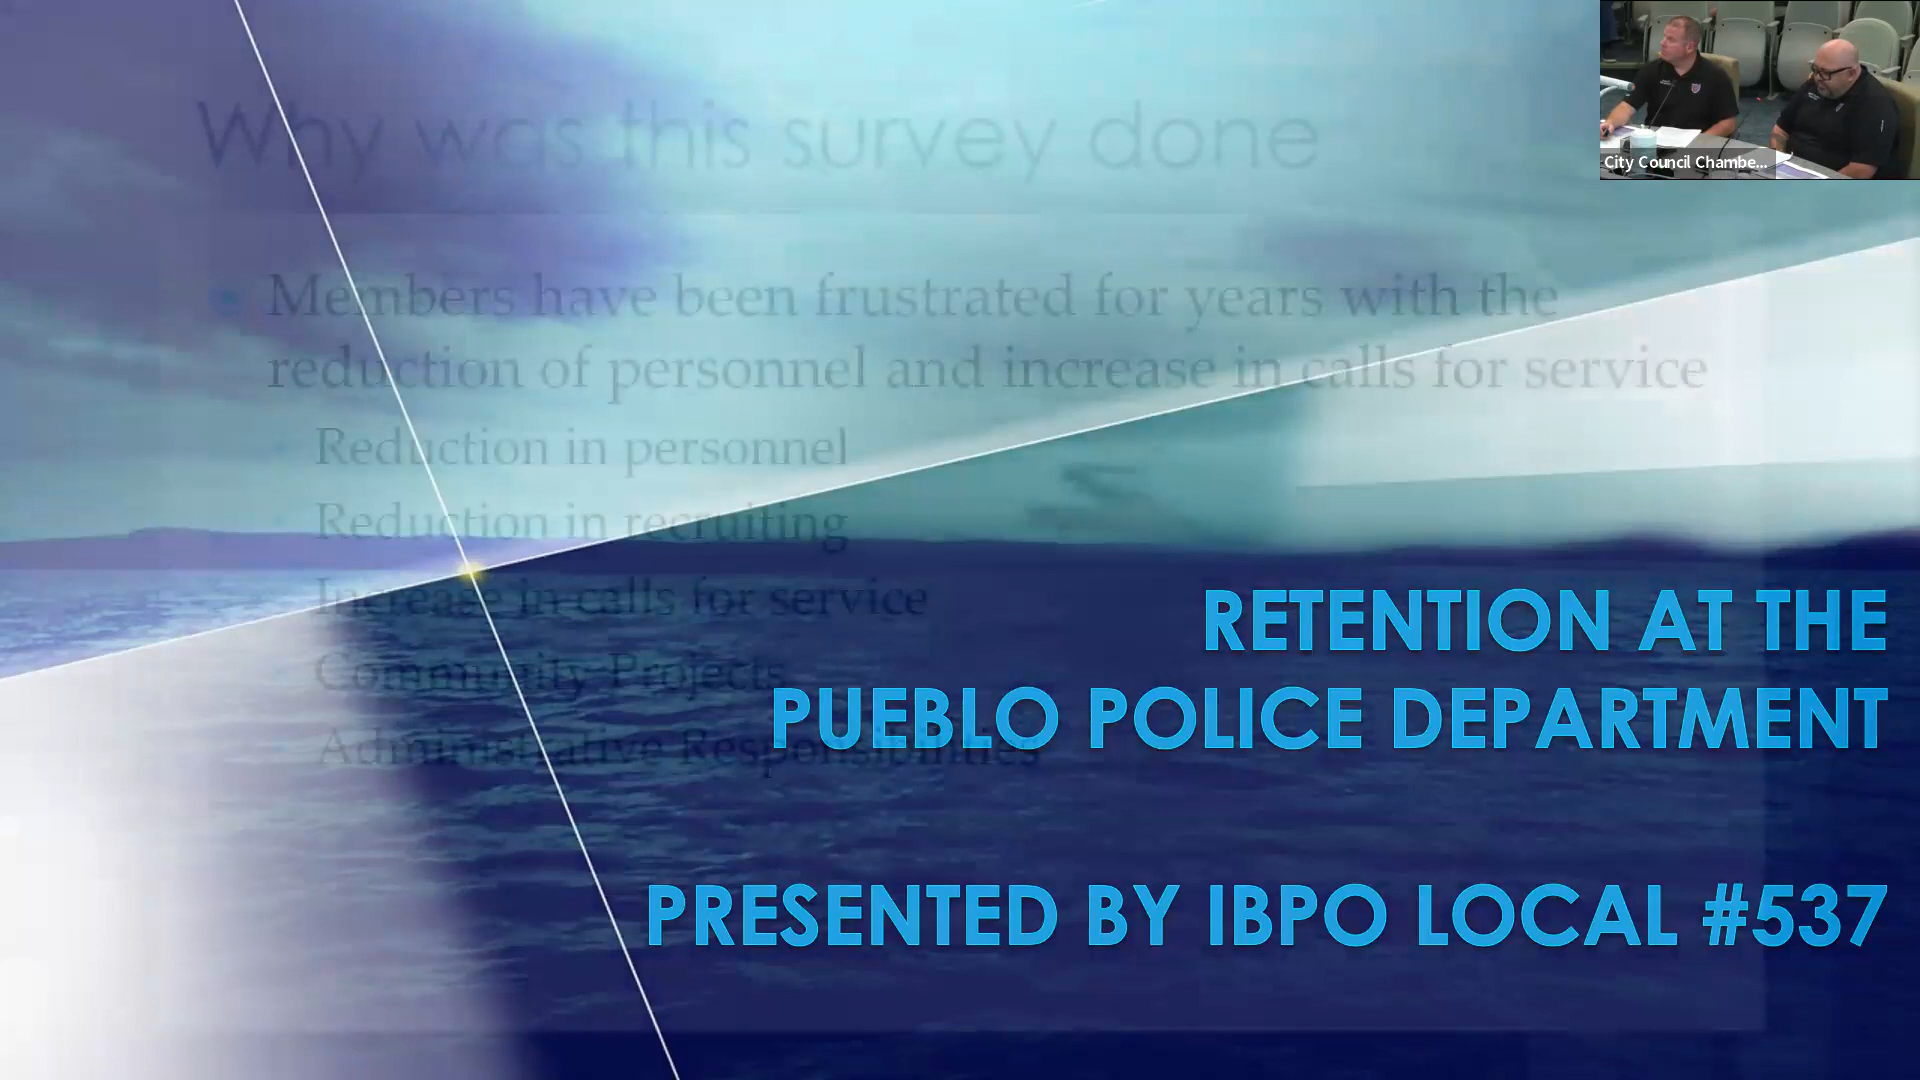 City Council Chambe...
Why was this survey done
Members have been frustrated for years with the
reduction of personnel and increase in calls for service
Reduction in personnel
Reduction in recruiting
Increase in calls for service
Community Projects
Administrative Responsibilities
RETENTION AT THE
PUEBLO POLICE DEPARTMENT
PRESENTED BY IBPO LOCAL #537